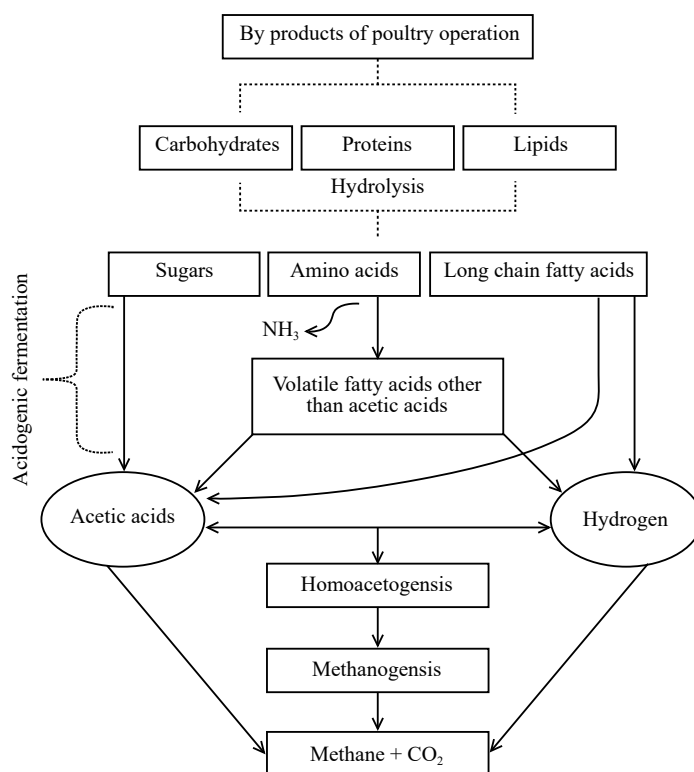 By products of poultry operation
Carbohydrates
Proteins
Lipids
Hydrolysis
Sugars
Amino acids
Long chain fatty acids
Acidogenic fermentation
NH₃
Volatile fatty acids other
than acetic acids
Acetic acids
Hydrogen
Homoacetogensis
Methanogensis
Methane + CO₂